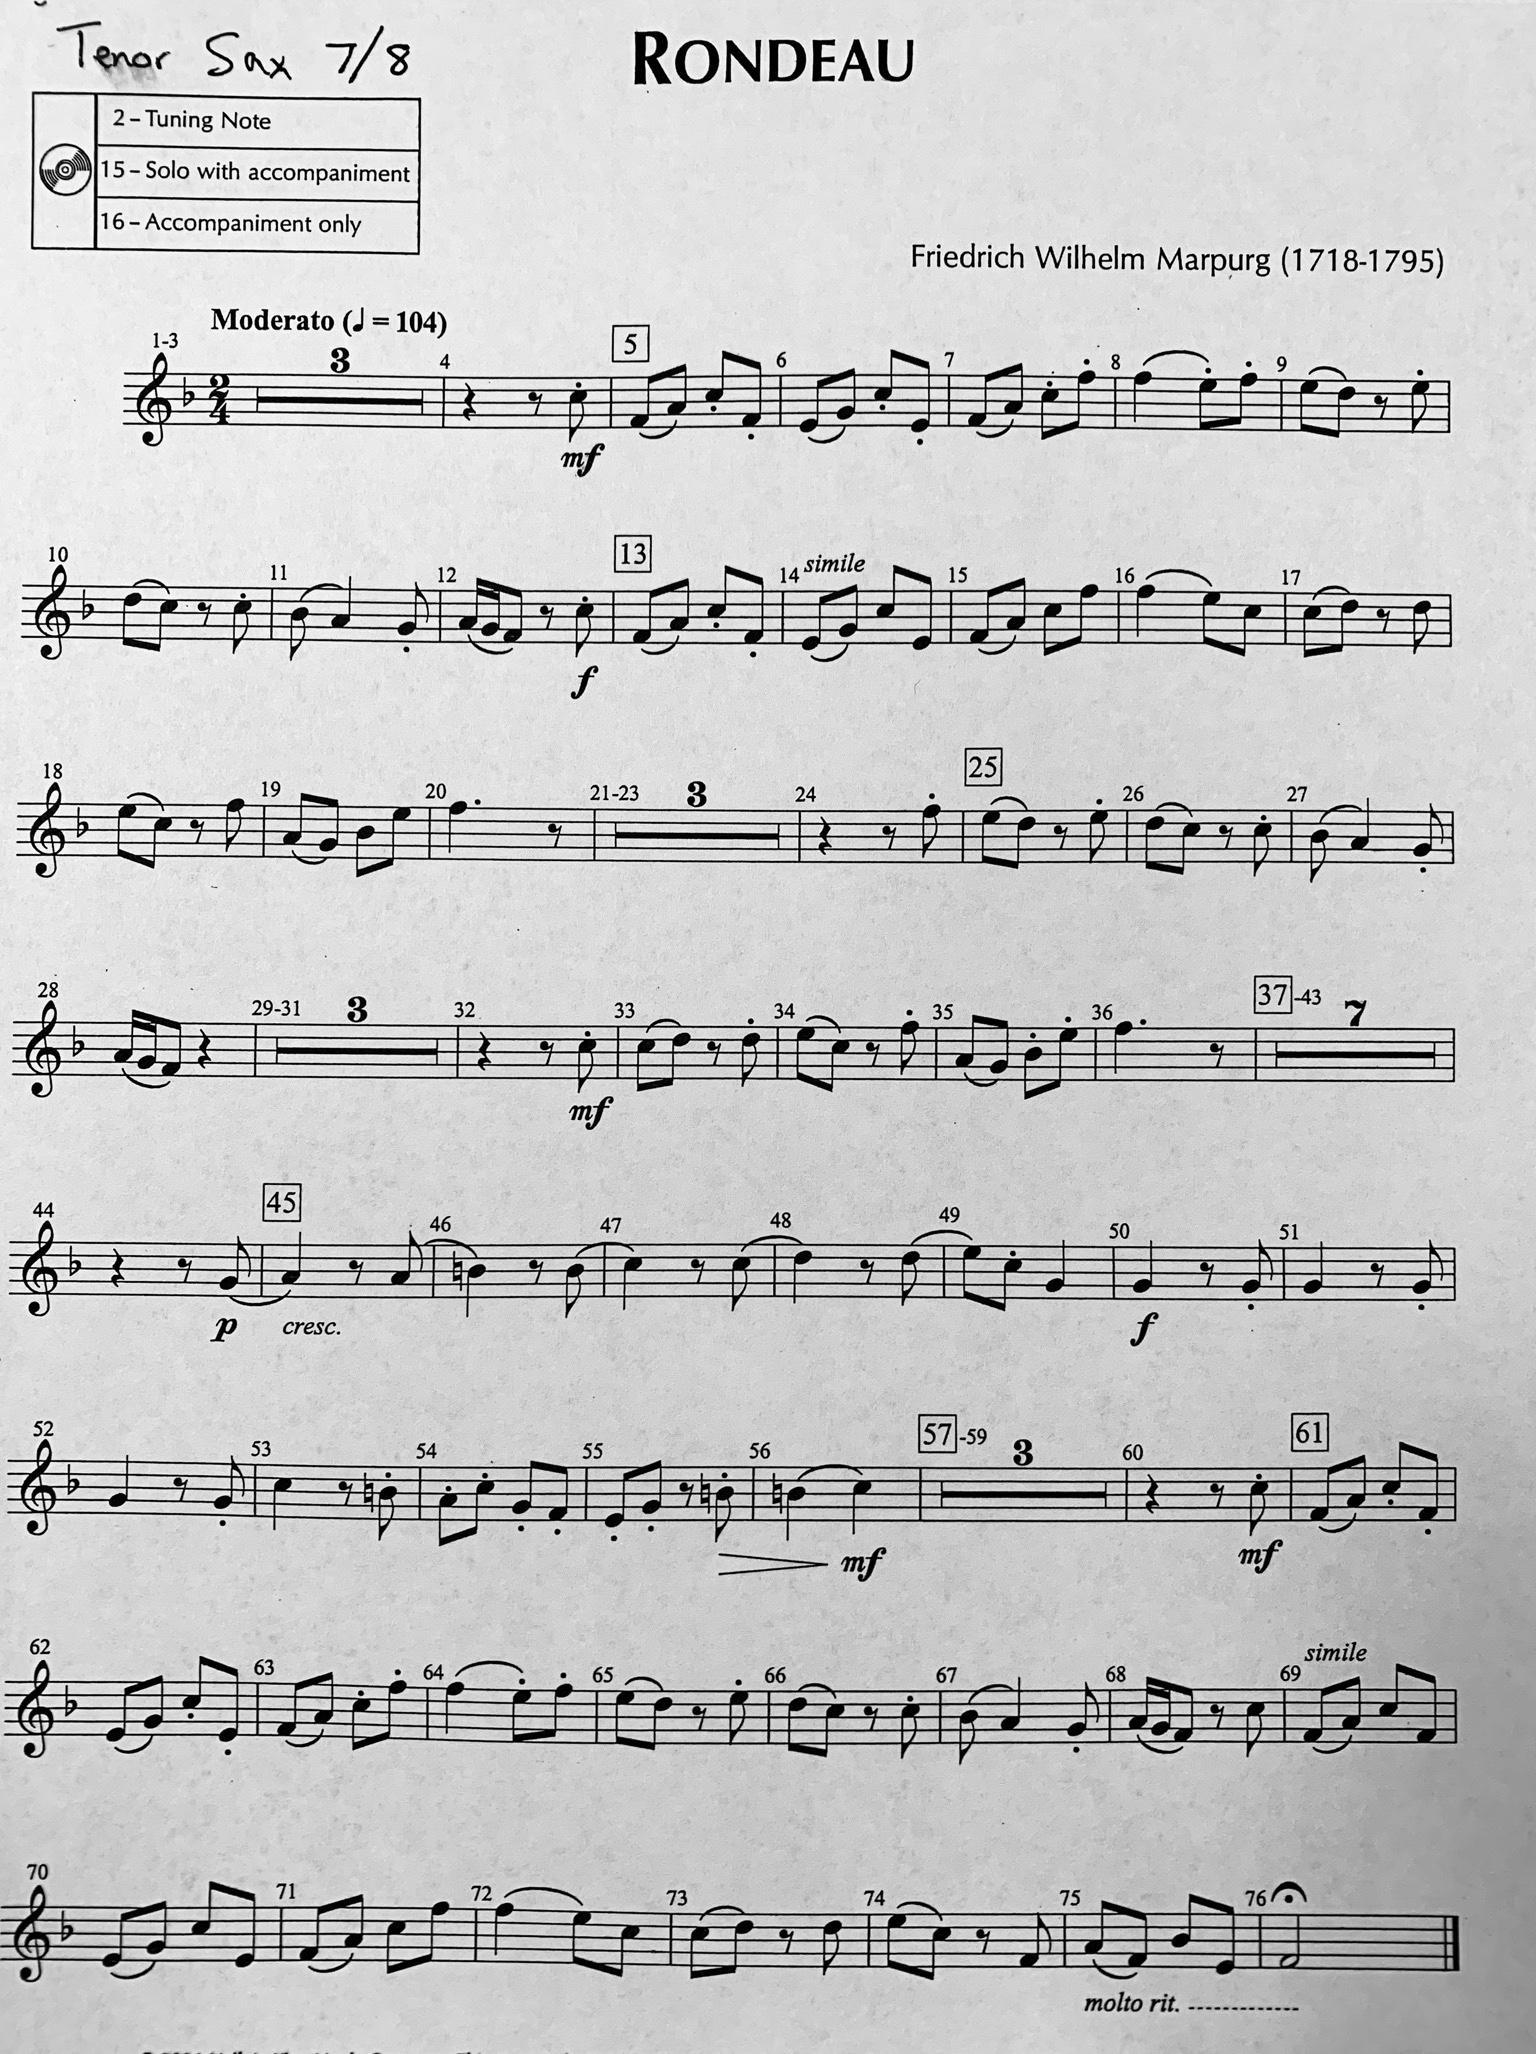 Tenor Sax 7/8
RONDEAU
2 – Tuning Note
15 – Solo with accompaniment
16 – Accompaniment only
Friedrich Wilhelm Marpurg (1718-1795)
Moderato (♩ = 104)
1-3 3 4 5 6 7 8 9
2/4
mf
10 11 12 13 14 simile 15 16 17
f
18 19 20 21-23 3 24 25 26 27
28 29-31 3 32 33 34 35 36 37-43 7
mf
44 45 46 47 48 49 50 51
p cresc. f
52 53 54 55 56 57-59 3 60 61
mf mf
simile
62 63 64 65 66 67 68 69
70 71 72 73 74 75 76
molto rit.